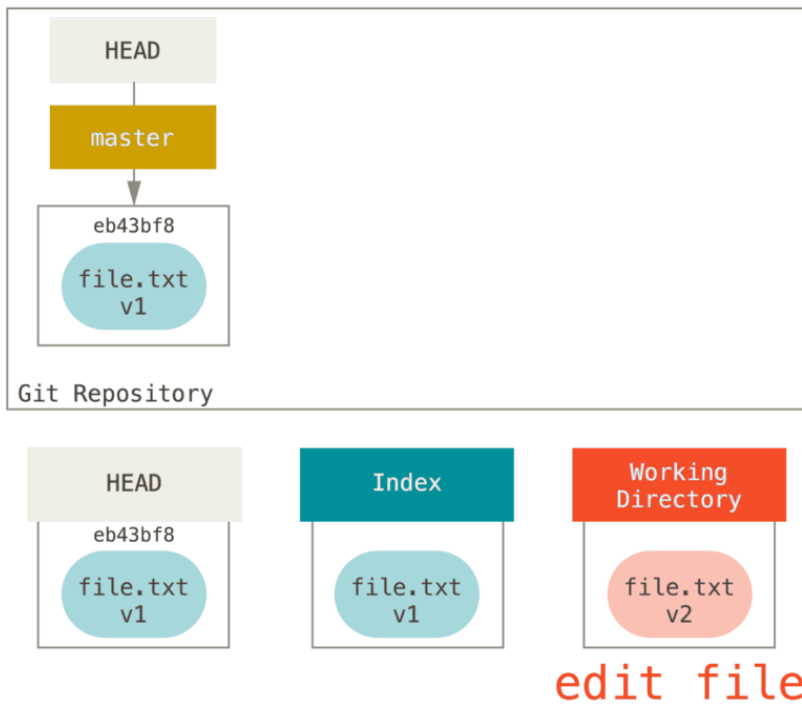 HEAD
master
eb43bf8
file.txt
v1
Git Repository
HEAD
Index
Working
Directory
eb43bf8
file.txt
v1
file.txt
v1
file.txt
v2
edit file